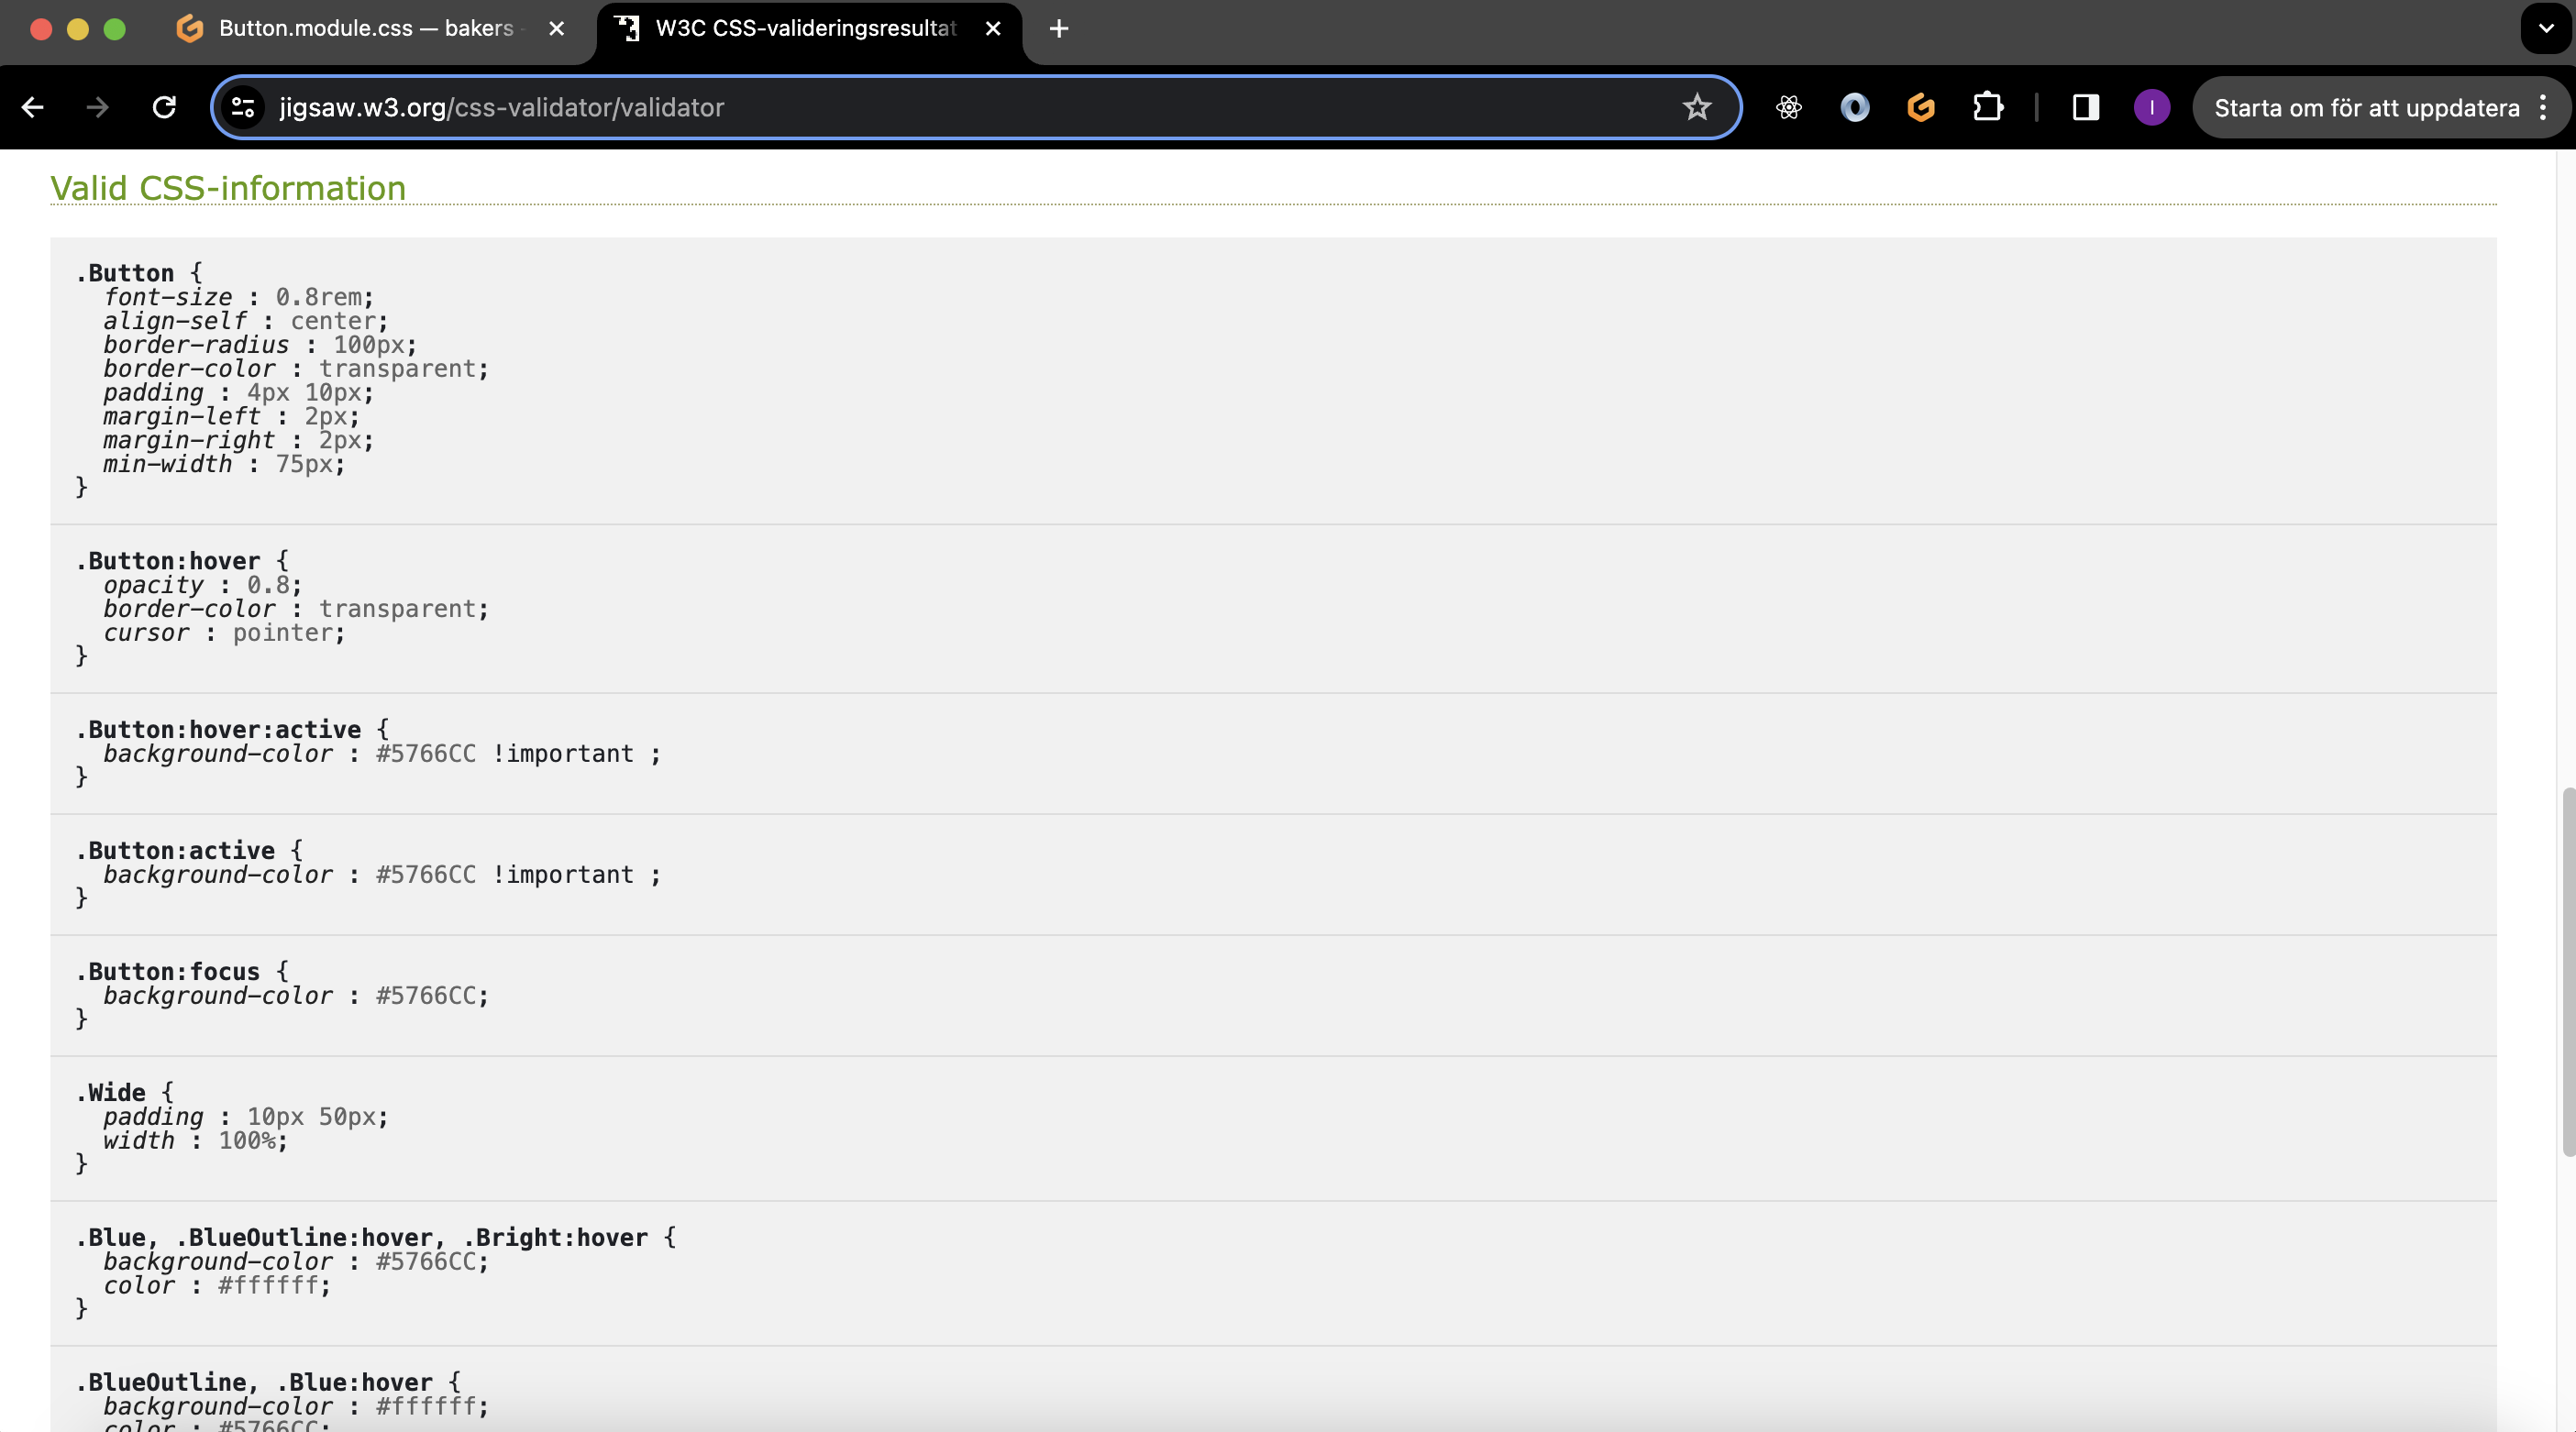 Button.module.css — bakers
W3C CSS-valideringsresultat
jigsaw.w3.org/css-validator/validator
I
Starta om för att uppdatera
Valid CSS-information
.Button {
font-size : 0.8rem;
align-self : center;
border-radius : 100px;
border-color : transparent;
padding : 4px 10px;
margin-left : 2px;
margin-right : 2px;
min-width : 75px;
}
.Button:hover {
opacity : 0.8;
border-color : transparent;
cursor : pointer;
}
.Button:hover:active {
background-color : #5766CC !important ;
}
.Button:active {
background-color : #5766CC !important ;
}
.Button:focus {
background-color : #5766CC;
}
.Wide {
padding : 10px 50px;
width : 100%;
}
.Blue, .BlueOutline:hover, .Bright:hover {
background-color : #5766CC;
color : #ffffff;
}
.BlueOutline, .Blue:hover {
background-color : #ffffff;
color : #5766CC;